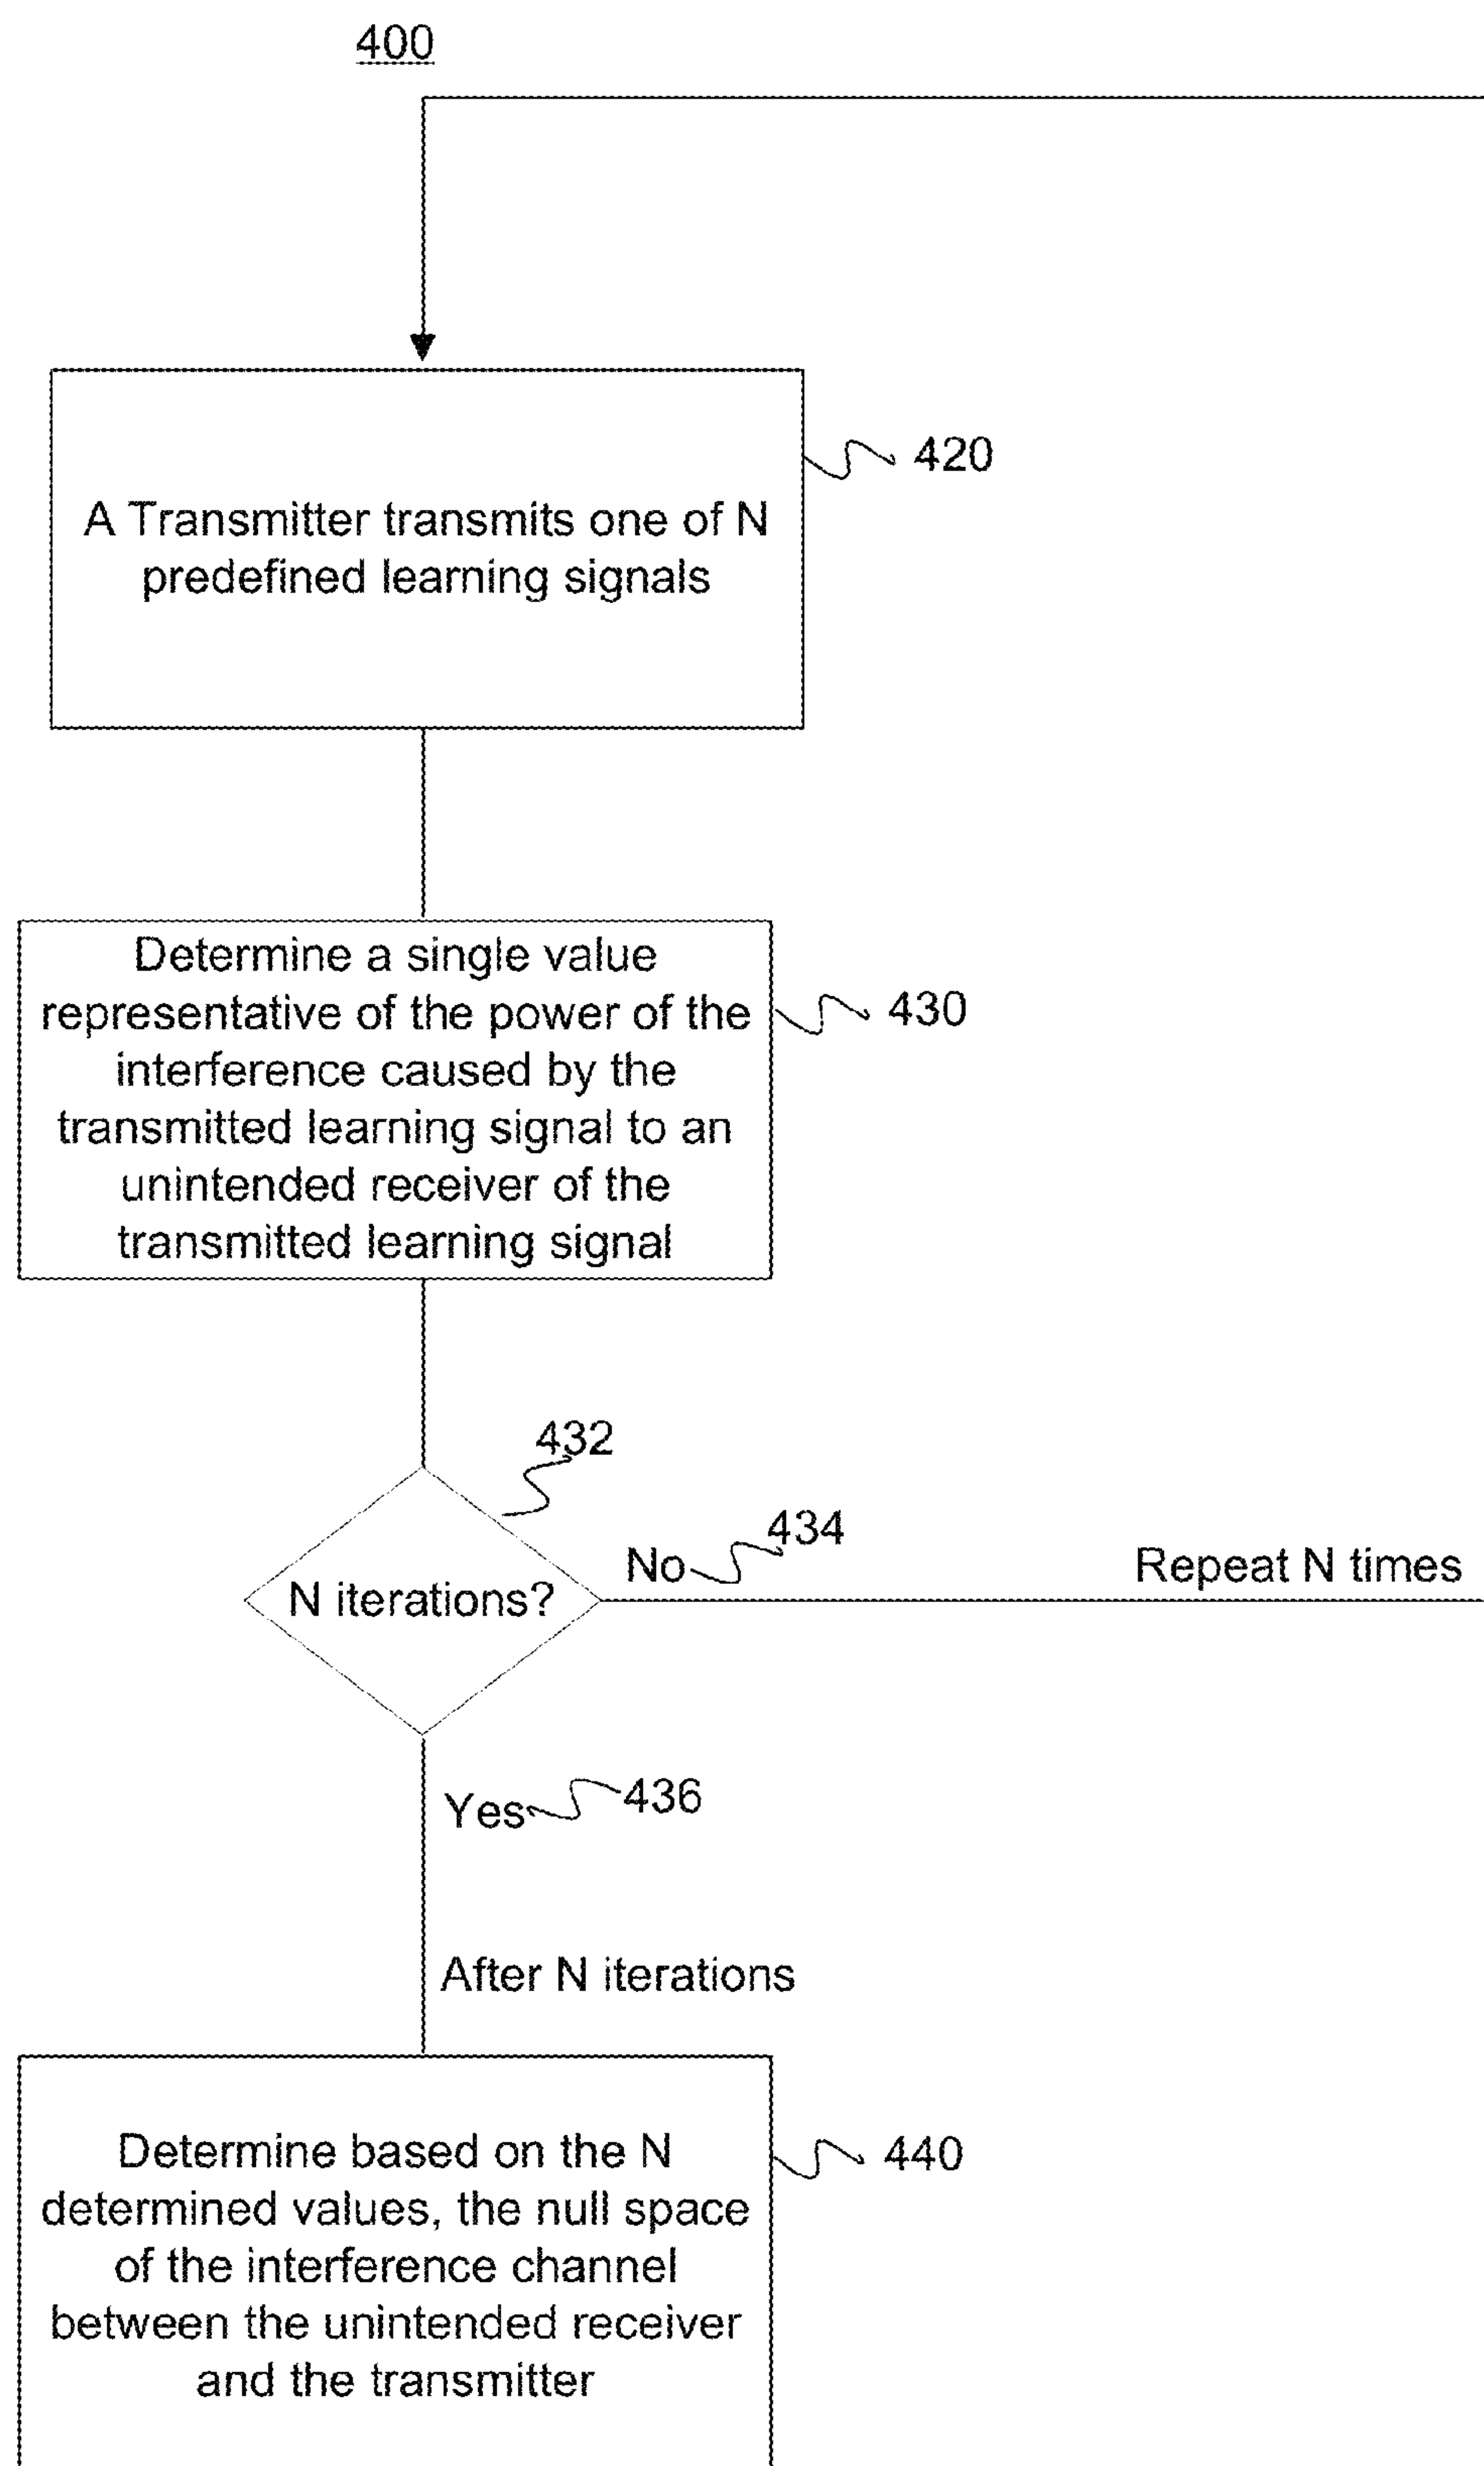 400
A Transmitter transmits one of N
predefined learning signals
420
Determine a single value
representative of the power of the
interference caused by the
transmitted learning signal to an
unintended receiver of the
transmitted learning signal
430
432
N iterations?
No
434
Repeat N times
Yes
436
After N iterations
Determine based on the N
determined values, the null space
of the interference channel
between the unintended receiver
and the transmitter
440